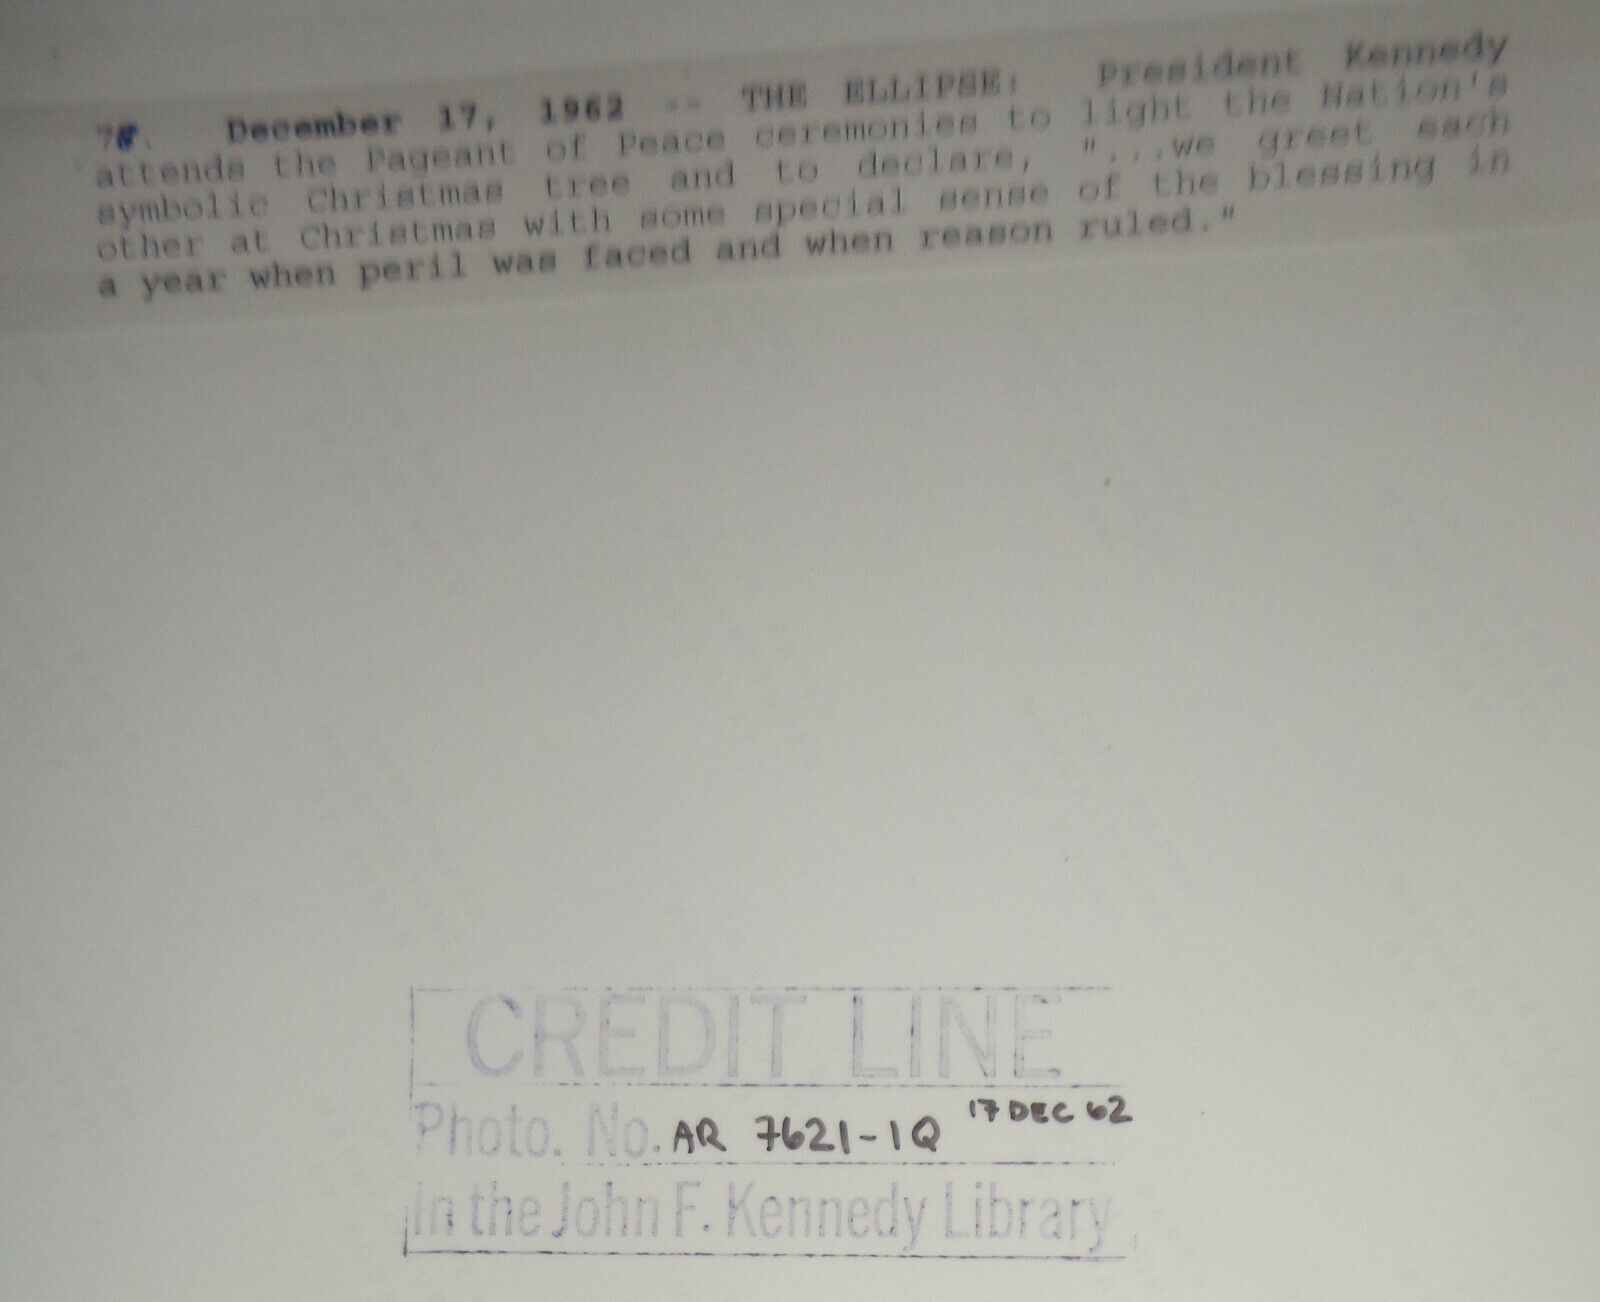 December 17, 1962 -- THE ELLIPSE: President Kennedy
attends the Pageant of Peace ceremonies to light the Nation's
symbolic Christmas tree and to declare, "...we greet each
other at Christmas with some special sense of the blessing in
a year when peril was faced and when reason ruled."
CREDIT LINE
Photo. No. AR 7621-1Q 17 DEC 62
in the John F. Kennedy Library